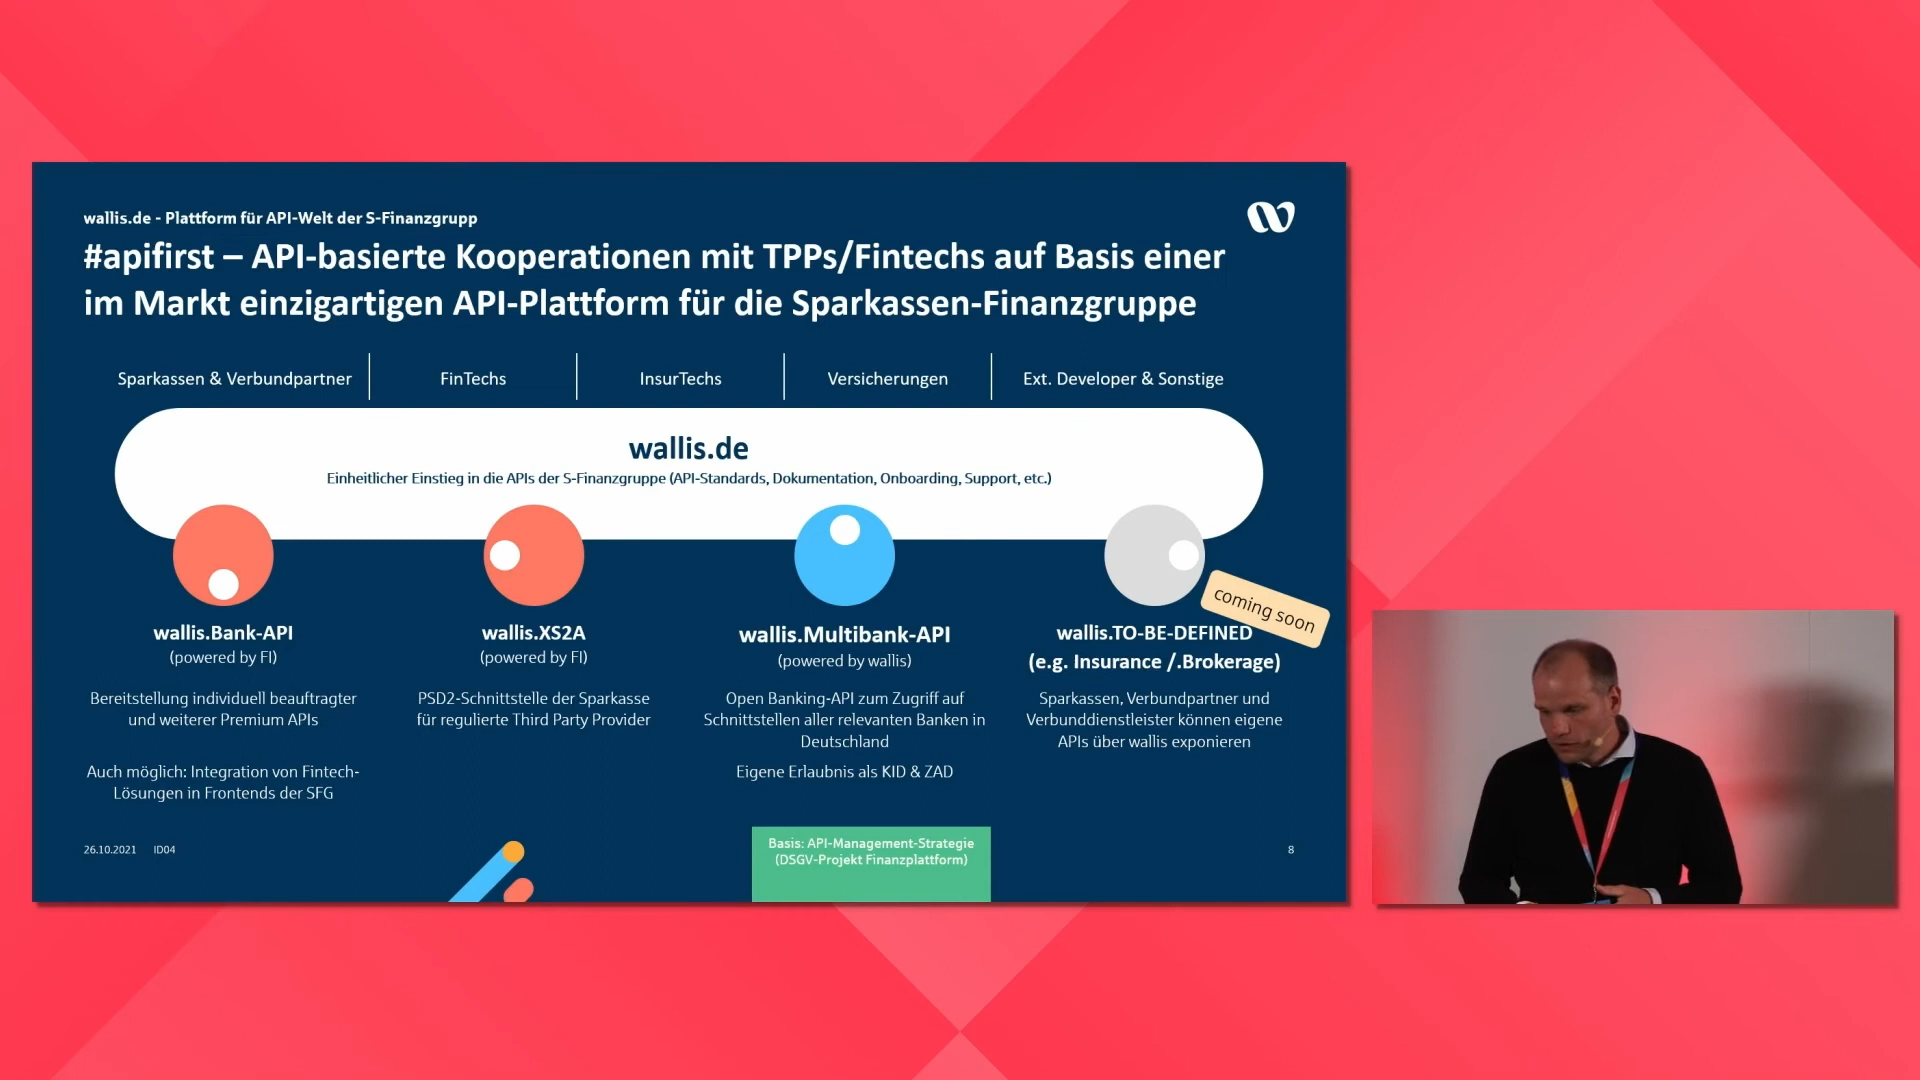 wallis.de - Plattform für API-Welt der S-Finanzgrupp
#apifirst – API-basierte Kooperationen mit TPPs/Fintechs auf Basis einer
im Markt einzigartigen API-Plattform für die Sparkassen-Finanzgruppe
Sparkassen & Verbundpartner
FinTechs
InsurTechs
Versicherungen
Ext. Developer & Sonstige
wallis.de
Einheitlicher Einstieg in die APIs der S-Finanzgruppe (API-Standards, Dokumentation, Onboarding, Support, etc.)
wallis.Bank-API
(powered by FI)
Bereitstellung individuell beauftragter
und weiterer Premium APIs
Auch möglich: Integration von Fintech-
Lösungen in Frontends der SFG
wallis.XS2A
(powered by FI)
PSD2-Schnittstelle der Sparkasse
für regulierte Third Party Provider
wallis.Multibank-API
(powered by wallis)
Open Banking-API zum Zugriff auf
Schnittstellen aller relevanten Banken in
Deutschland
Eigene Erlaubnis als KID & ZAD
coming soon
wallis.TO-BE-DEFINED
(e.g. Insurance /.Brokerage)
Sparkassen, Verbundpartner und
Verbunddienstleister können eigene
APIs über wallis exponieren
26.10.2021 ID04
Basis: API-Management-Strategie
(DSGV-Projekt Finanzplattform)
8